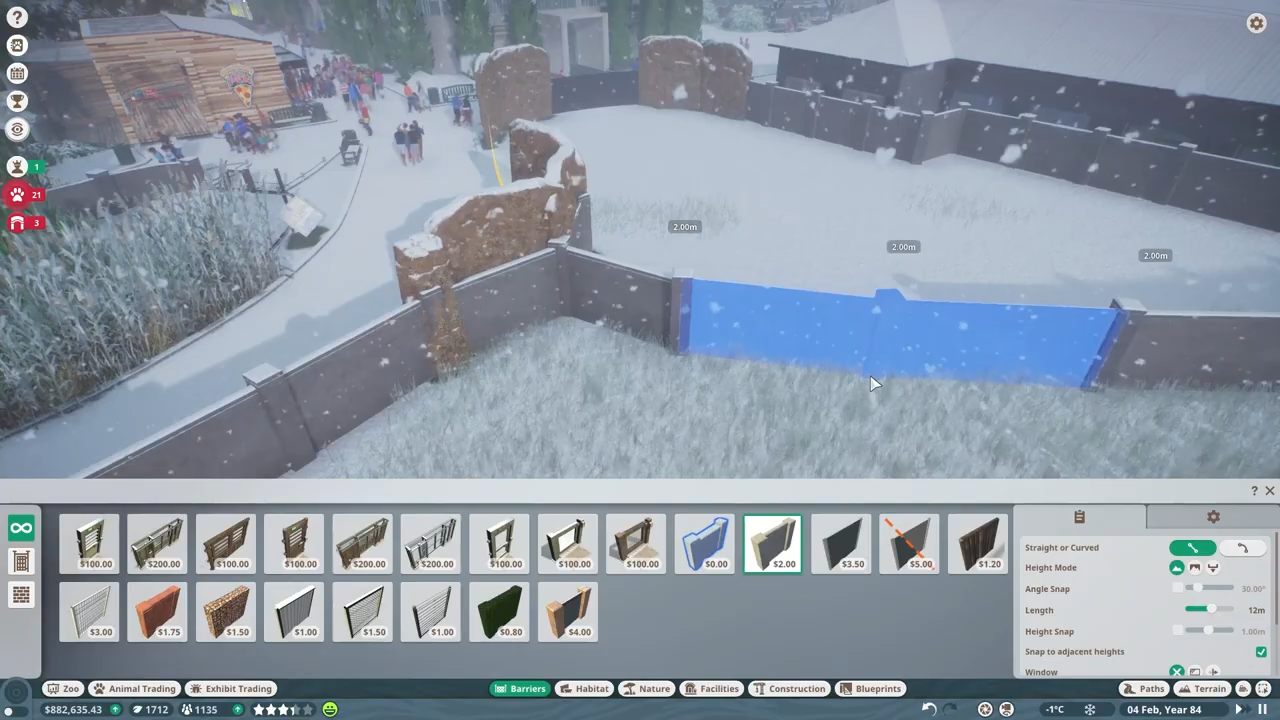 ?
1
21
3
2.00m
2.00m
2.00m
?
$100.00
$200.00
$100.00
$100.00
$200.00
$200.00
$100.00
$100.00
$100.00
$0.00
$2.00
$3.50
$5.00
$1.20
$3.00
$1.75
$1.50
$1.00
$1.50
$1.00
$0.80
$4.00
Straight or Curved
Height Mode
Angle Snap 30.00°
Length 12m
Height Snap 1.00m
Snap to adjacent heights
Window
Zoo
Animal Trading
Exhibit Trading
Barriers
Habitat
Nature
Facilities
Construction
Blueprints
Paths
Terrain
$882,635.43
1712
1135
-1°C
04 Feb, Year 84